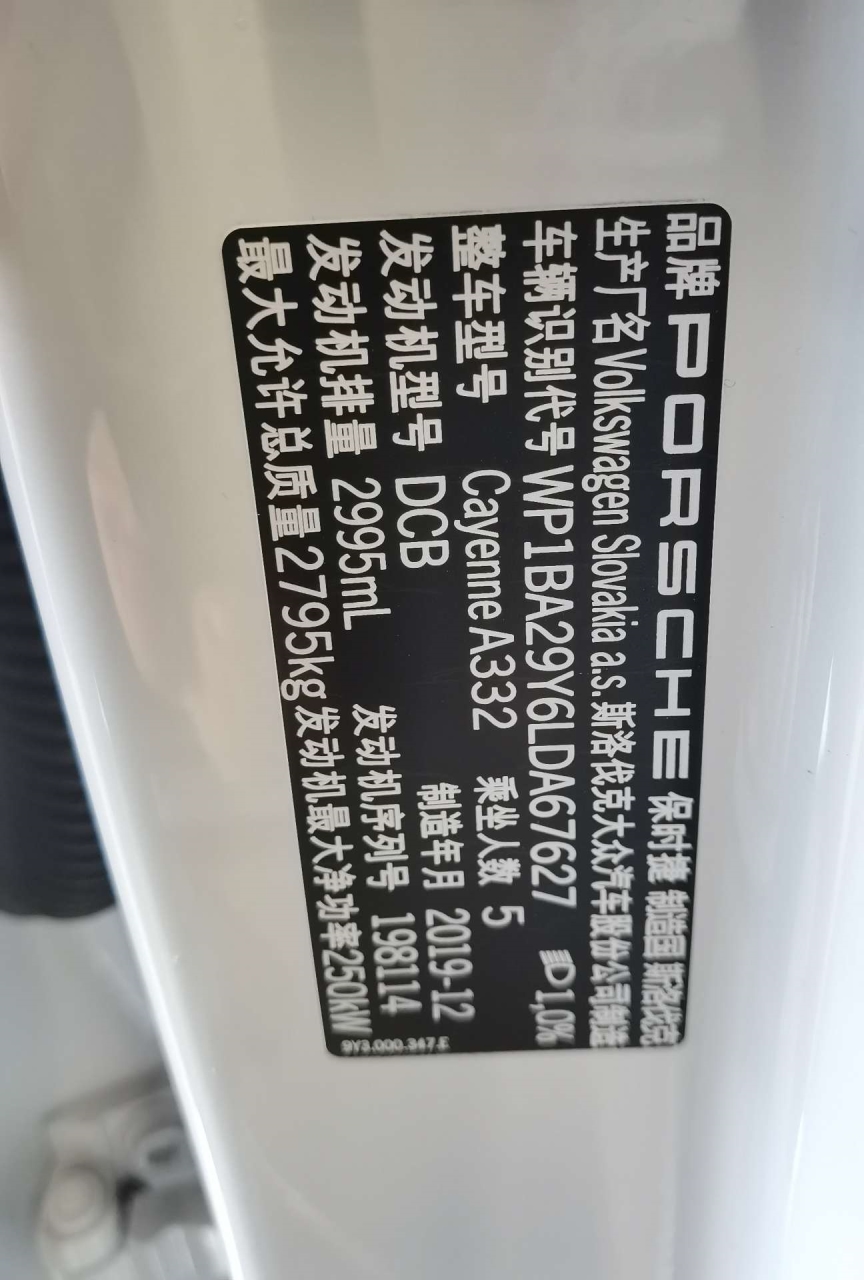 品牌 PORSCHE 保时捷 制造国 斯洛伐克
生产厂名 Volkswagen Slovakia a.s. 斯洛伐克大众汽车股份公司制造
车辆识别代号 WP1BA29Y6LDA67627 1,0%
整车型号 Cayenne A332 乘坐人数 5
发动机型号 DCB 制造年月 2019-12
发动机排量 2995mL 发动机序列号 198114
最大允许总质量 2795kg 发动机最大净功率 250kW
9Y3.000.347.E